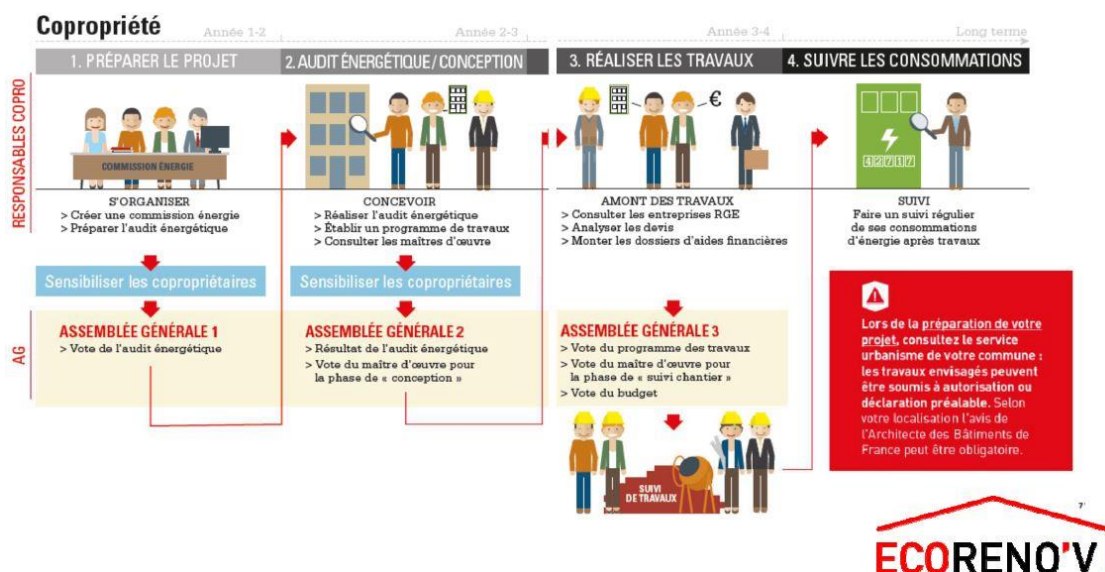 Copropriété
Année 1-2
Année 2-3
Année 3-4
Long terme
1. PRÉPARER LE PROJET
2. AUDIT ÉNERGÉTIQUE / CONCEPTION
3. RÉALISER LES TRAVAUX
4. SUIVRE LES CONSOMMATIONS
RESPONSABLES COPRO
COMMISSION ÉNERGIE
S'ORGANISER
> Créer une commission énergie
> Préparer l'audit énergétique
CONCEVOIR
> Réaliser l'audit énergétique
> Établir un programme de travaux
> Consulter les maîtres d'œuvre
€
AMONT DES TRAVAUX
> Consulter les entreprises RGE
> Analyser les devis
> Monter les dossiers d'aides financières
42717
SUIVI
Faire un suivi régulier
de ses consommations
d'énergie après travaux
Sensibiliser les copropriétaires
Sensibiliser les copropriétaires
AG
ASSEMBLÉE GÉNÉRALE 1
> Vote de l'audit énergétique
ASSEMBLÉE GÉNÉRALE 2
> Résultat de l'audit énergétique
> Vote du maître d'œuvre pour
la phase de « conception »
ASSEMBLÉE GÉNÉRALE 3
> Vote du programme des travaux
> Vote du maître d'œuvre pour
la phase de « suivi chantier »
> Vote du budget
SUIVI
DE TRAVAUX
Lors de la préparation de votre
projet, consultez le service
urbanisme de votre commune :
les travaux envisagés peuvent
être soumis à autorisation ou
déclaration préalable. Selon
votre localisation l'avis de
l'Architecte des Bâtiments de
France peut être obligatoire.
7
ECORENO'V